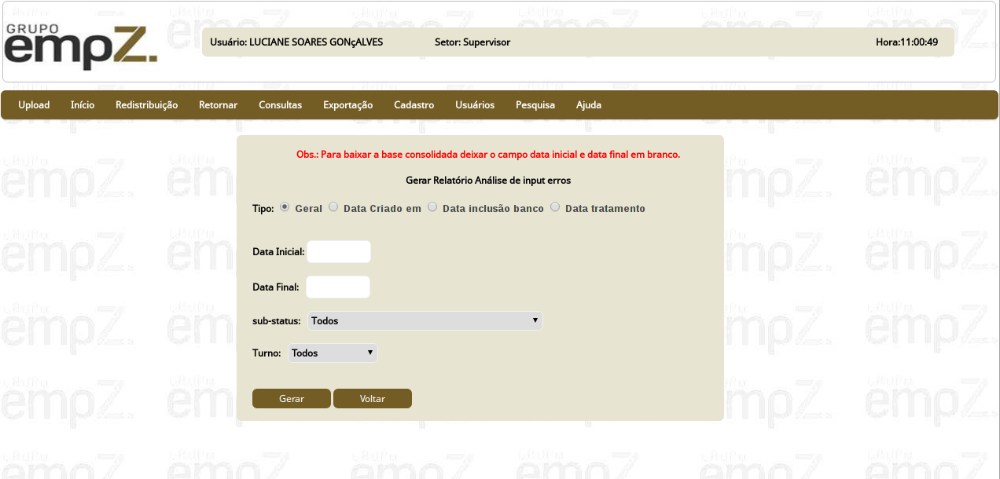 GRUPO
empZ.
Usuário: LUCIANE SOARES GONçALVES Setor: Supervisor Hora:11:00:49
Upload Início Redistribuição Retornar Consultas Exportação Cadastro Usuários Pesquisa Ajuda
Obs.: Para baixar a base consolidada deixar o campo data inicial e data final em branco.
Gerar Relatório Análise de input erros
Tipo: Geral Data Criado em Data inclusão banco Data tratamento
Data Inicial:
Data Final:
sub-status: Todos
Turno: Todos
Gerar Voltar